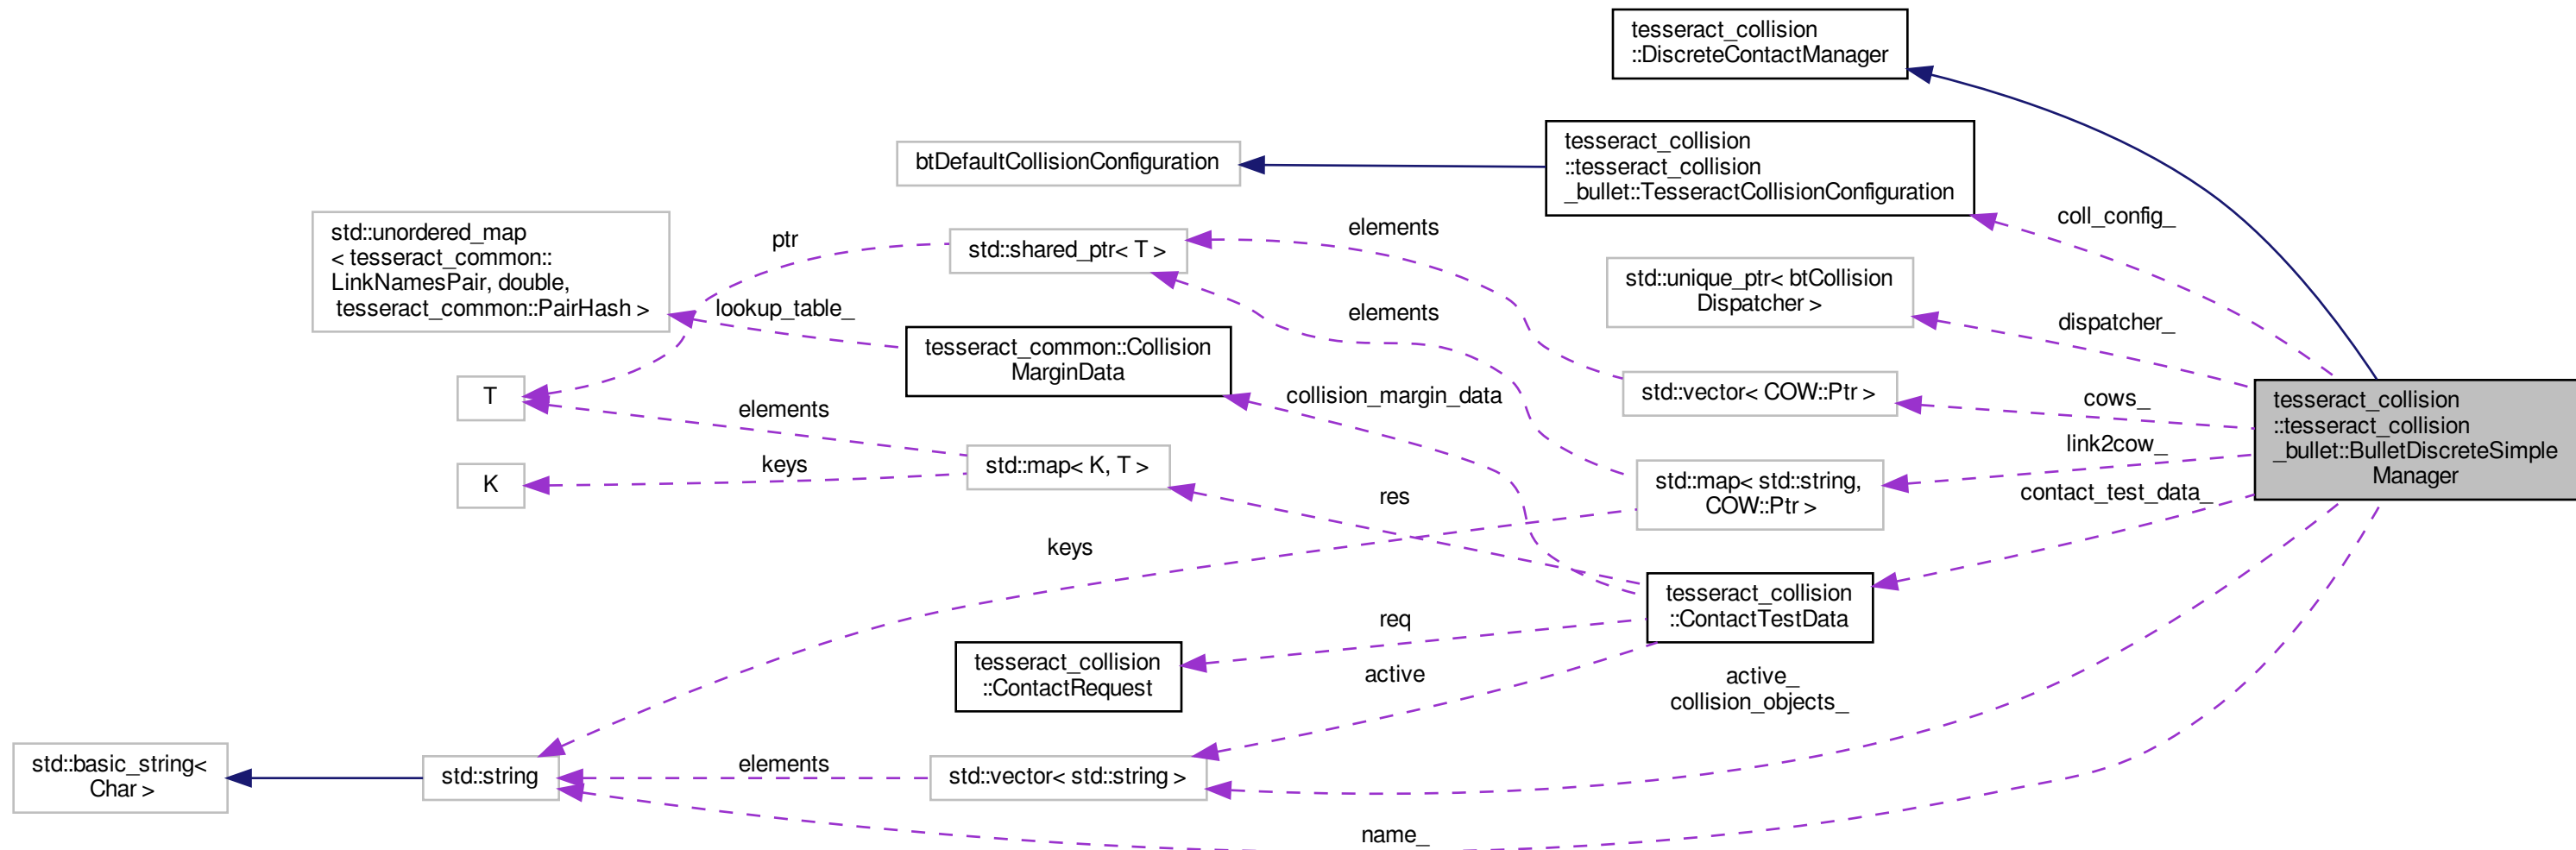 tesseract_collision
::DiscreteContactManager
tesseract_collision
::tesseract_collision
_bullet::TesseractCollisionConfiguration
btDefaultCollisionConfiguration
coll_config_
std::unordered_map
< tesseract_common::
LinkNamesPair, double,
tesseract_common::PairHash >
ptr
std::shared_ptr< T >
elements
std::unique_ptr< btCollision
Dispatcher >
dispatcher_
lookup_table_
elements
tesseract_common::Collision
MarginData
T
elements
collision_margin_data
std::vector< COW::Ptr >
cows_
tesseract_collision
::tesseract_collision
_bullet::BulletDiscreteSimple
Manager
link2cow_
K
keys
std::map< K, T >
res
std::map< std::string,
COW::Ptr >
contact_test_data_
keys
tesseract_collision
::ContactTestData
req
tesseract_collision
::ContactRequest
active
active_
collision_objects_
std::basic_string<
Char >
std::string
elements
std::vector< std::string >
name_